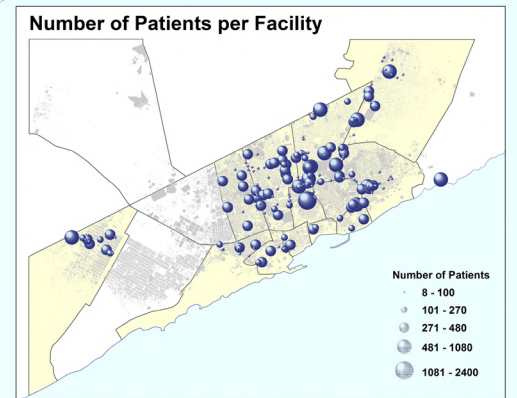 Number of Patients per Facility
Number of Patients
8 - 100
101 - 270
271 - 480
481 - 1080
1081 - 2400